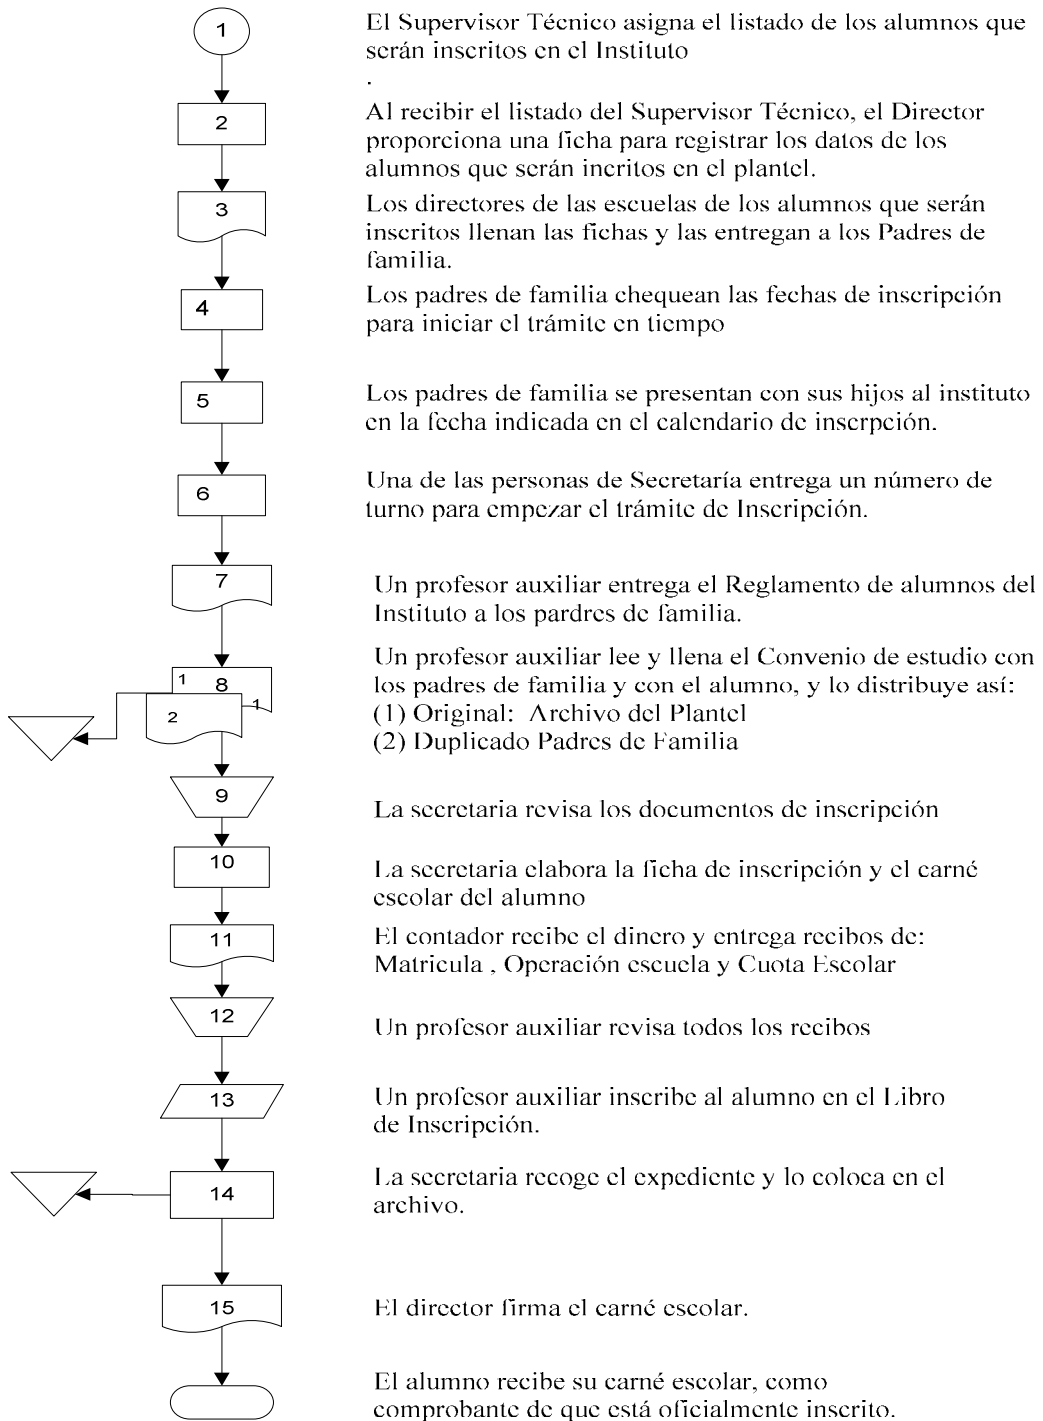 1
El Supervisor Técnico asigna el listado de los alumnos que
serán inscritos en el Instituto
.
2
Al recibir el listado del Supervisor Técnico, el Director
proporciona una ficha para registrar los datos de los
alumnos que serán incritos en el plantel.
3
Los directores de las escuelas de los alumnos que serán
inscritos llenan las fichas y las entregan a los Padres de
familia.
4
Los padres de familia chequean las fechas de inscripción
para iniciar el trámite en tiempo
5
Los padres de familia se presentan con sus hijos al instituto
en la fecha indicada en el calendario de inscrpción.
6
Una de las personas de Secretaría entrega un número de
turno para empezar el trámite de Inscripción.
7
Un profesor auxiliar entrega el Reglamento de alumnos del
Instituto a los pardres de familia.
1
8
1
2
Un profesor auxiliar lee y llena el Convenio de estudio con
los padres de familia y con el alumno, y lo distribuye así:
(1) Original: Archivo del Plantel
(2) Duplicado Padres de Familia
9
La secretaria revisa los documentos de inscripción
10
La secretaria elabora la ficha de inscripción y el carné
escolar del alumno
11
El contador recibe el dinero y entrega recibos de:
Matricula , Operación escuela y Cuota Escolar
12
Un profesor auxiliar revisa todos los recibos
13
Un profesor auxiliar inscribe al alumno en el Libro
de Inscripción.
14
La secretaria recoge el expediente y lo coloca en el
archivo.
15
El director firma el carné escolar.
El alumno recibe su carné escolar, como
comprobante de que está oficialmente inscrito.